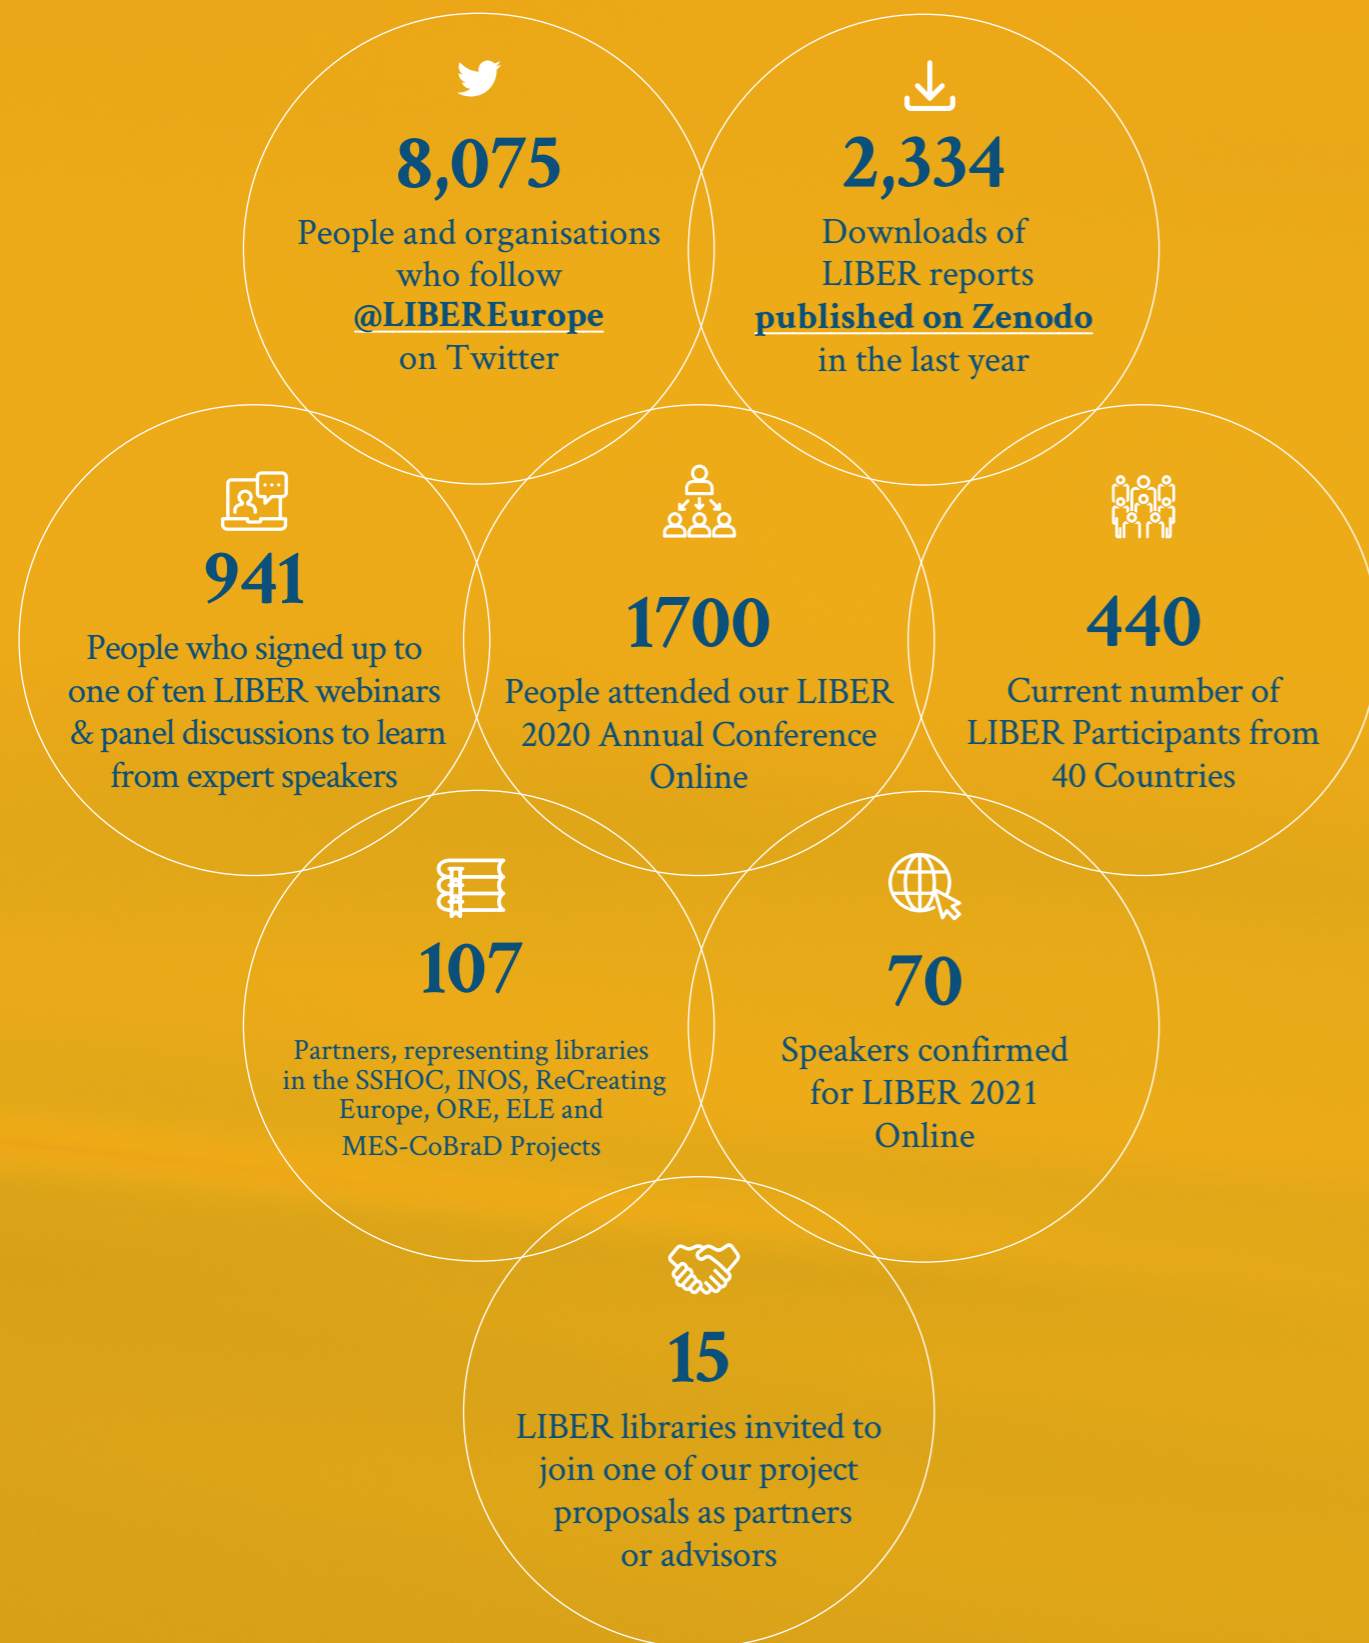 8,075
People and organisations
who follow
@LIBEREurope
on Twitter
2,334
Downloads of
LIBER reports
published on Zenodo
in the last year
941
People who signed up to
one of ten LIBER webinars
& panel discussions to learn
from expert speakers
1700
People attended our LIBER
2020 Annual Conference
Online
440
Current number of
LIBER Participants from
40 Countries
107
Partners, representing libraries
in the SSHOC, INOS, ReCreating
Europe, ORE, ELE and
MES-CoBraD Projects
70
Speakers confirmed
for LIBER 2021
Online
15
LIBER libraries invited to
join one of our project
proposals as partners
or advisors